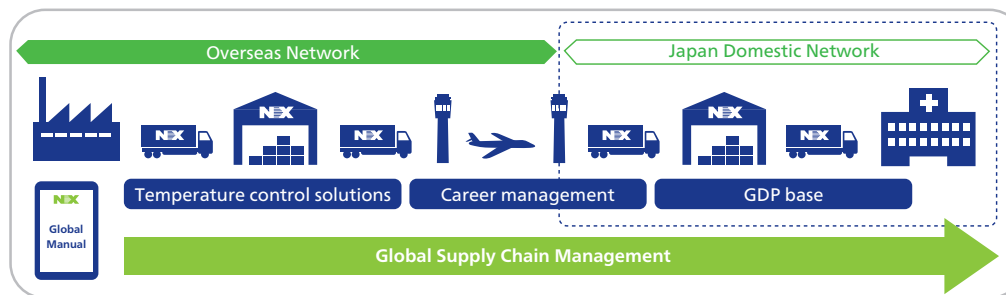 Overseas Network
Japan Domestic Network
NEX
NEX
NEX
NEX
NEX
NEX
Temperature control solutions
Career management
GDP base
NEX
Global
Manual
Global Supply Chain Management